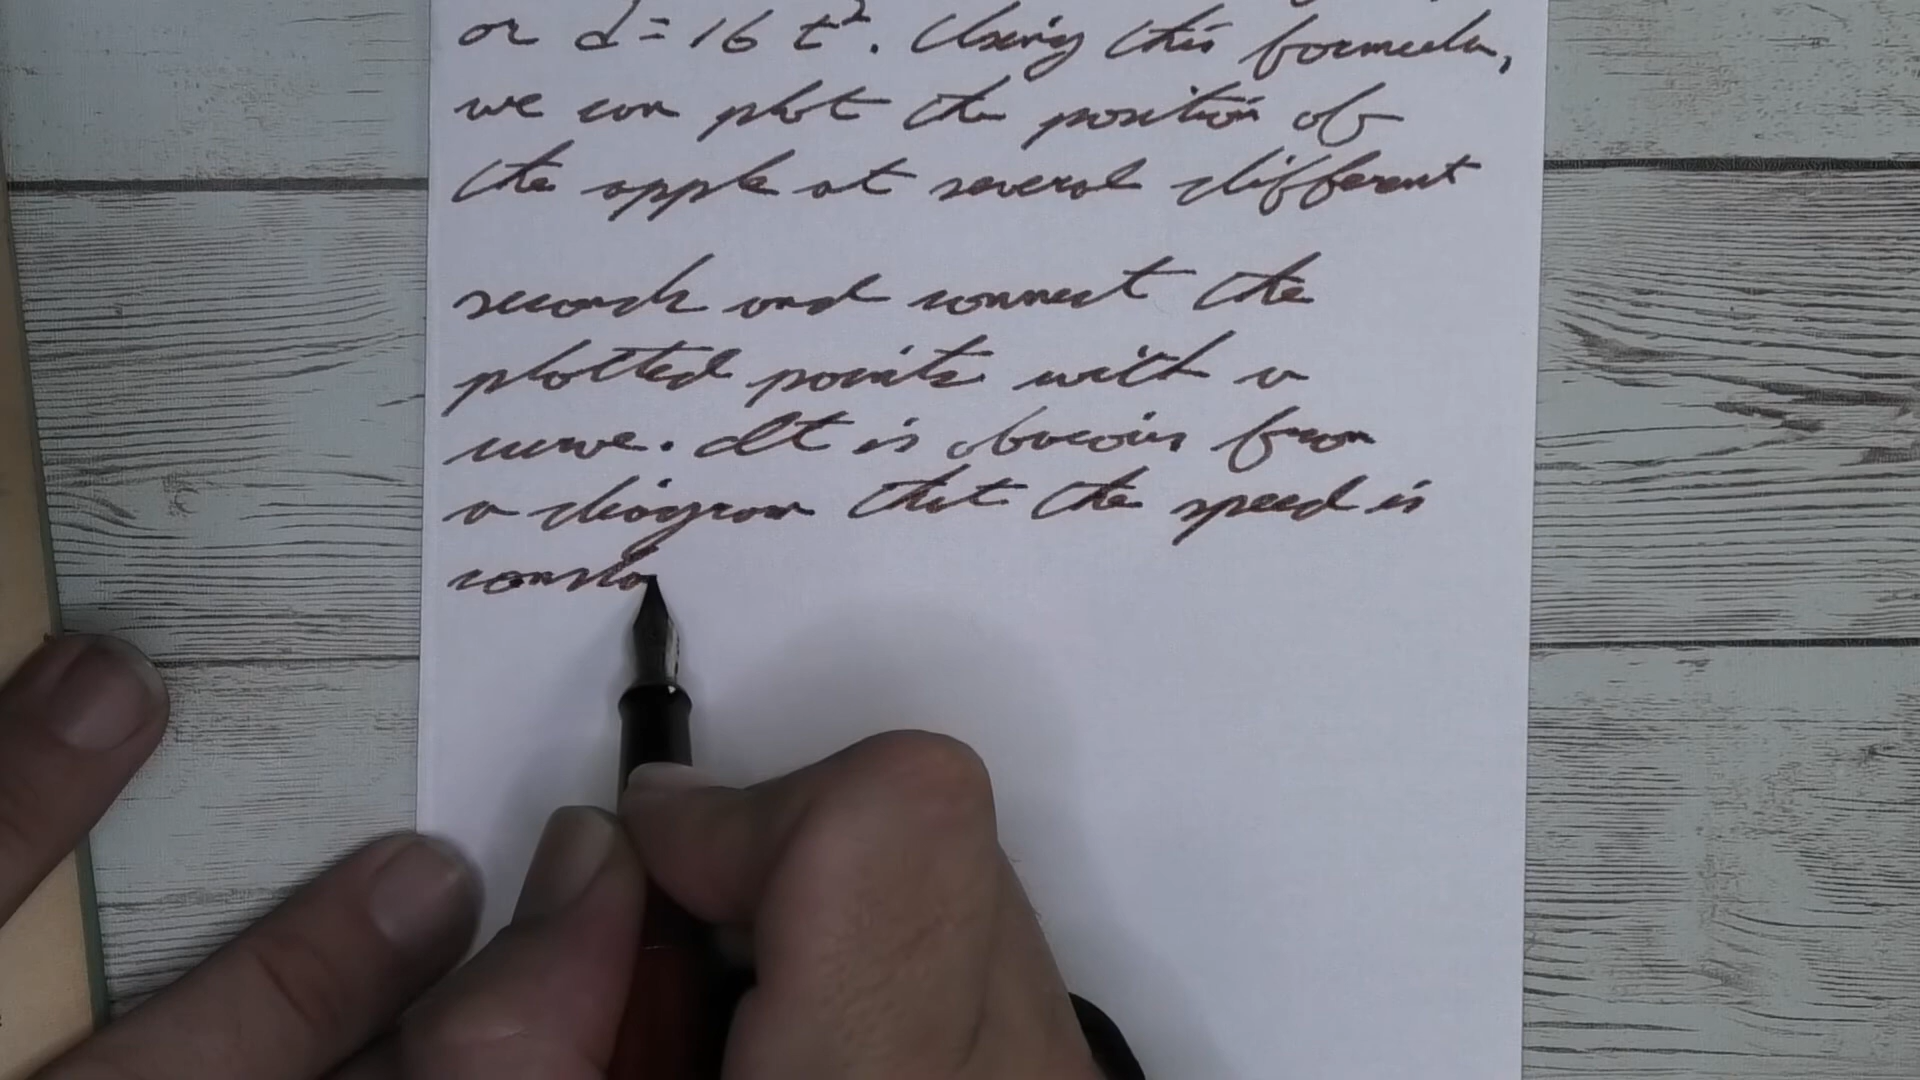 or d = 16 t². Using this formula,
we can plot the position of
the apple at several different
seconds and connect the
plotted points with a
curve. It is obvious from
a diagram that the speed is
consta